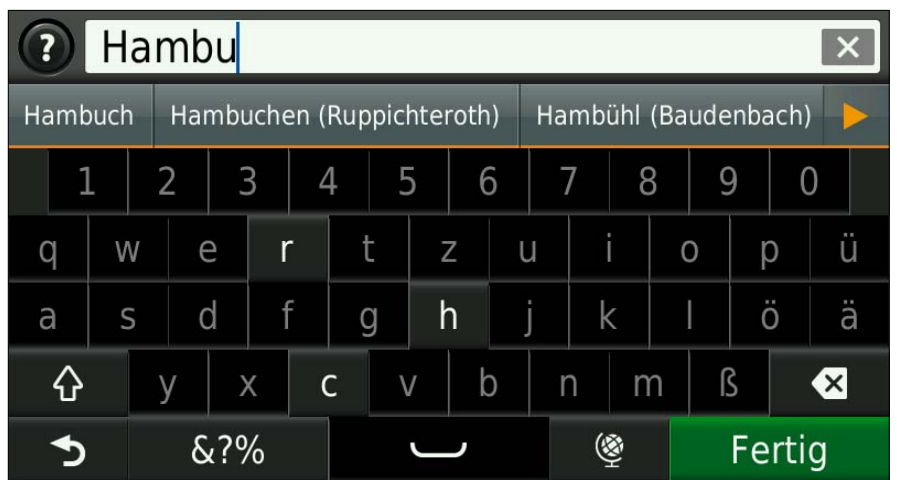 ? Hambu
Hambuch Hambuchen (Ruppichteroth) Hambühl (Baudenbach)
1 2 3 4 5 6 7 8 9 0
q w e r t z u i o p ü
a s d f g h j k l ö ä
y x c v b n m ß
&?% Fertig